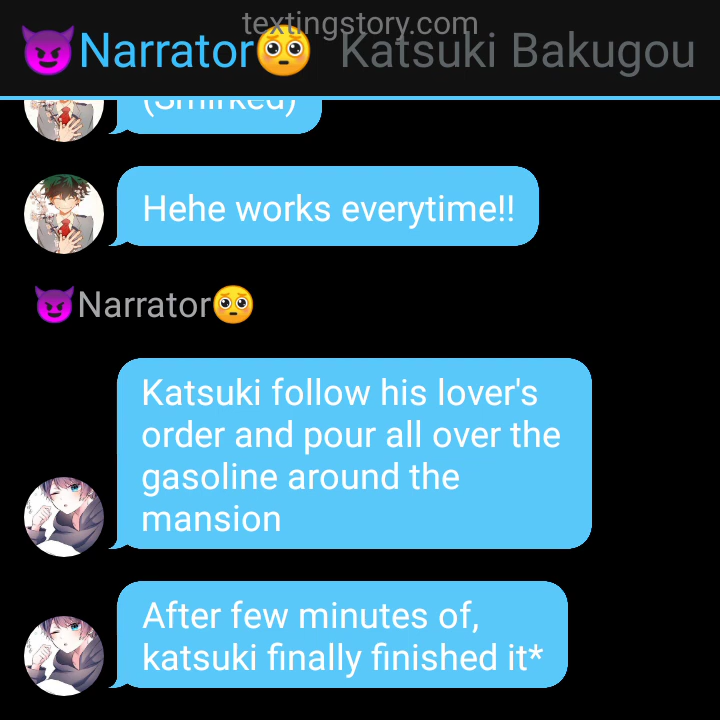 textingstory.com
😈Narrator🥺 Katsuki Bakugou
(Smirked)
Hehe works everytime!!
😈Narrator🥺
Katsuki follow his lover's
order and pour all over the
gasoline around the
mansion
After few minutes of,
katsuki finally finished it*